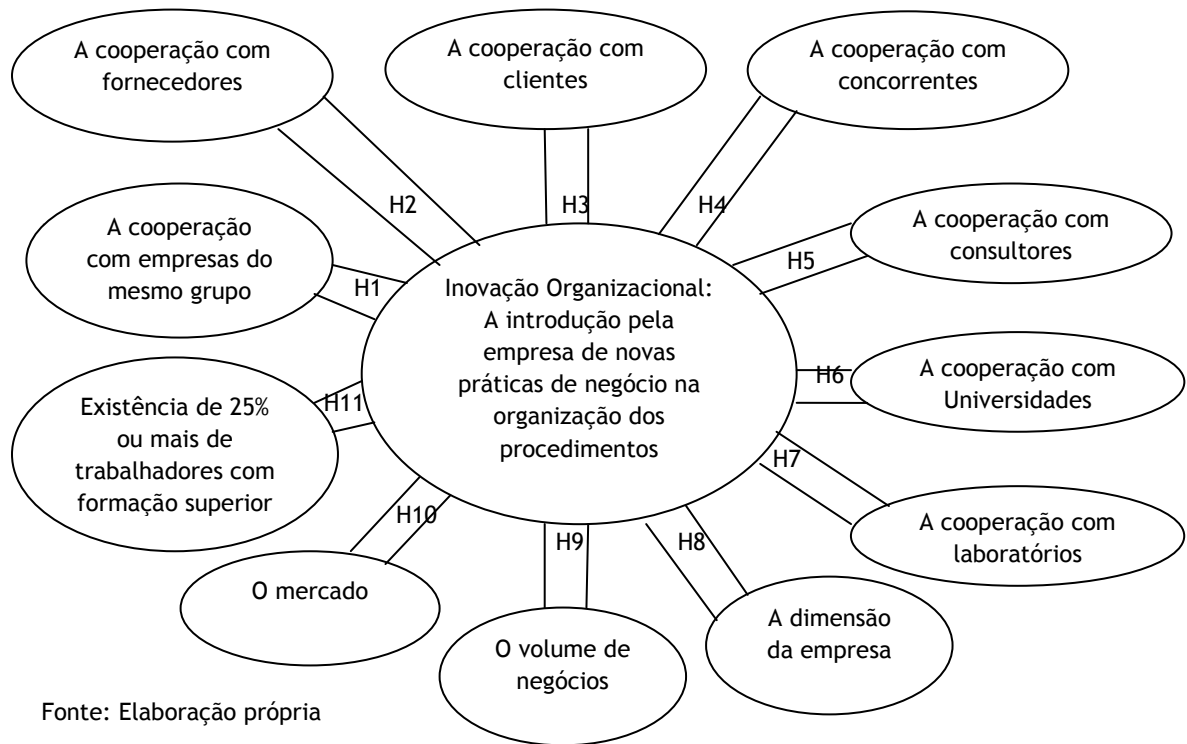 A cooperação com
fornecedores
A cooperação com
clientes
A cooperação com
concorrentes
H2
H3
H4
A cooperação
com empresas do
mesmo grupo
H1
A cooperação com
consultores
H5
Inovação Organizacional:
A introdução pela
empresa de novas
práticas de negócio na
organização dos
procedimentos
H6
A cooperação com
Universidades
Existência de 25%
ou mais de
trabalhadores com
formação superior
H11
H7
A cooperação com
laboratórios
H10
H9
H8
O mercado
O volume de
negócios
A dimensão
da empresa
Fonte: Elaboração própria